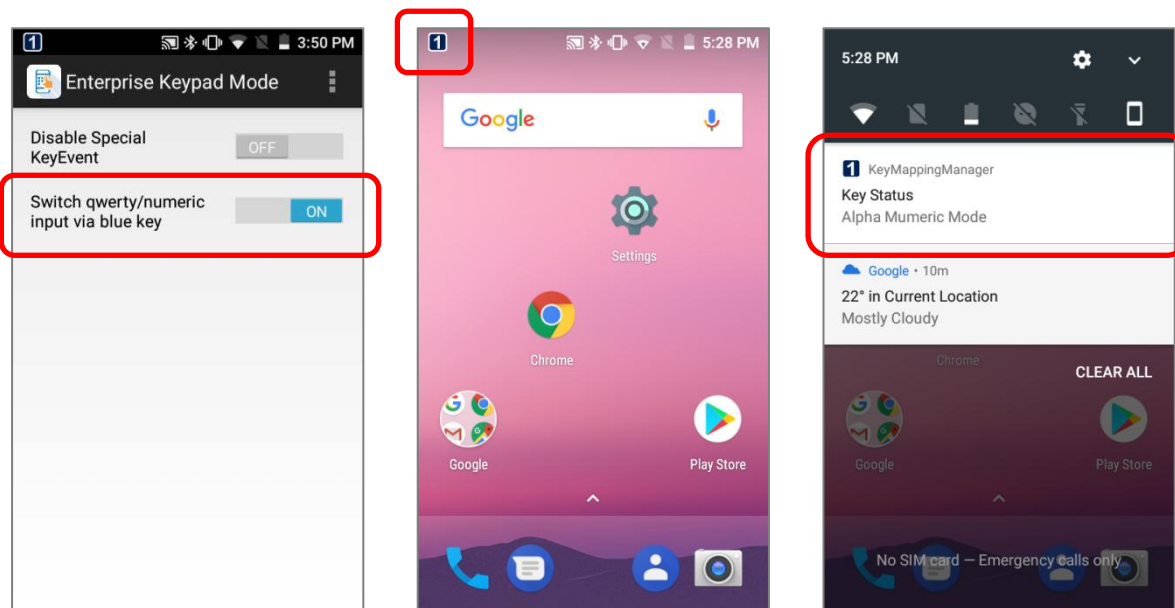 1 3:50 PM
Enterprise Keypad Mode
Disable Special
KeyEvent
OFF
Switch qwerty/numeric
input via blue key
ON
1 5:28 PM
Google
Settings
Chrome
Google
Play Store
5:28 PM
1 KeyMappingManager
Key Status
Alpha Mumeric Mode
Google • 10m
22° in Current Location
Mostly Cloudy
Chrome
CLEAR ALL
Google
Play Store
No SIM card — Emergency calls only